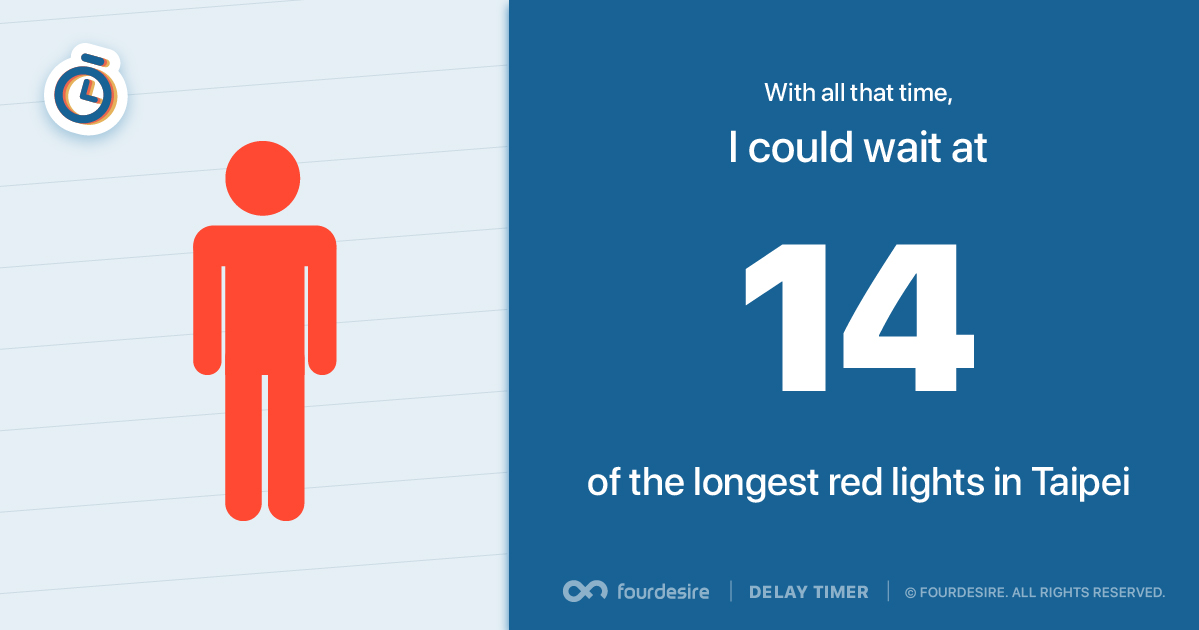 With all that time,
I could wait at
14
of the longest red lights in Taipei
fourdesire | DELAY TIMER | © FOURDESIRE. ALL RIGHTS RESERVED.